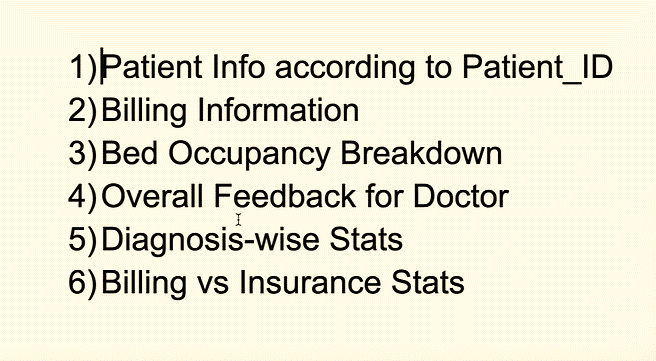 1) Patient Info according to Patient_ID
2) Billing Information
3) Bed Occupancy Breakdown
4) Overall Feedback for Doctor
5) Diagnosis-wise Stats
6) Billing vs Insurance Stats